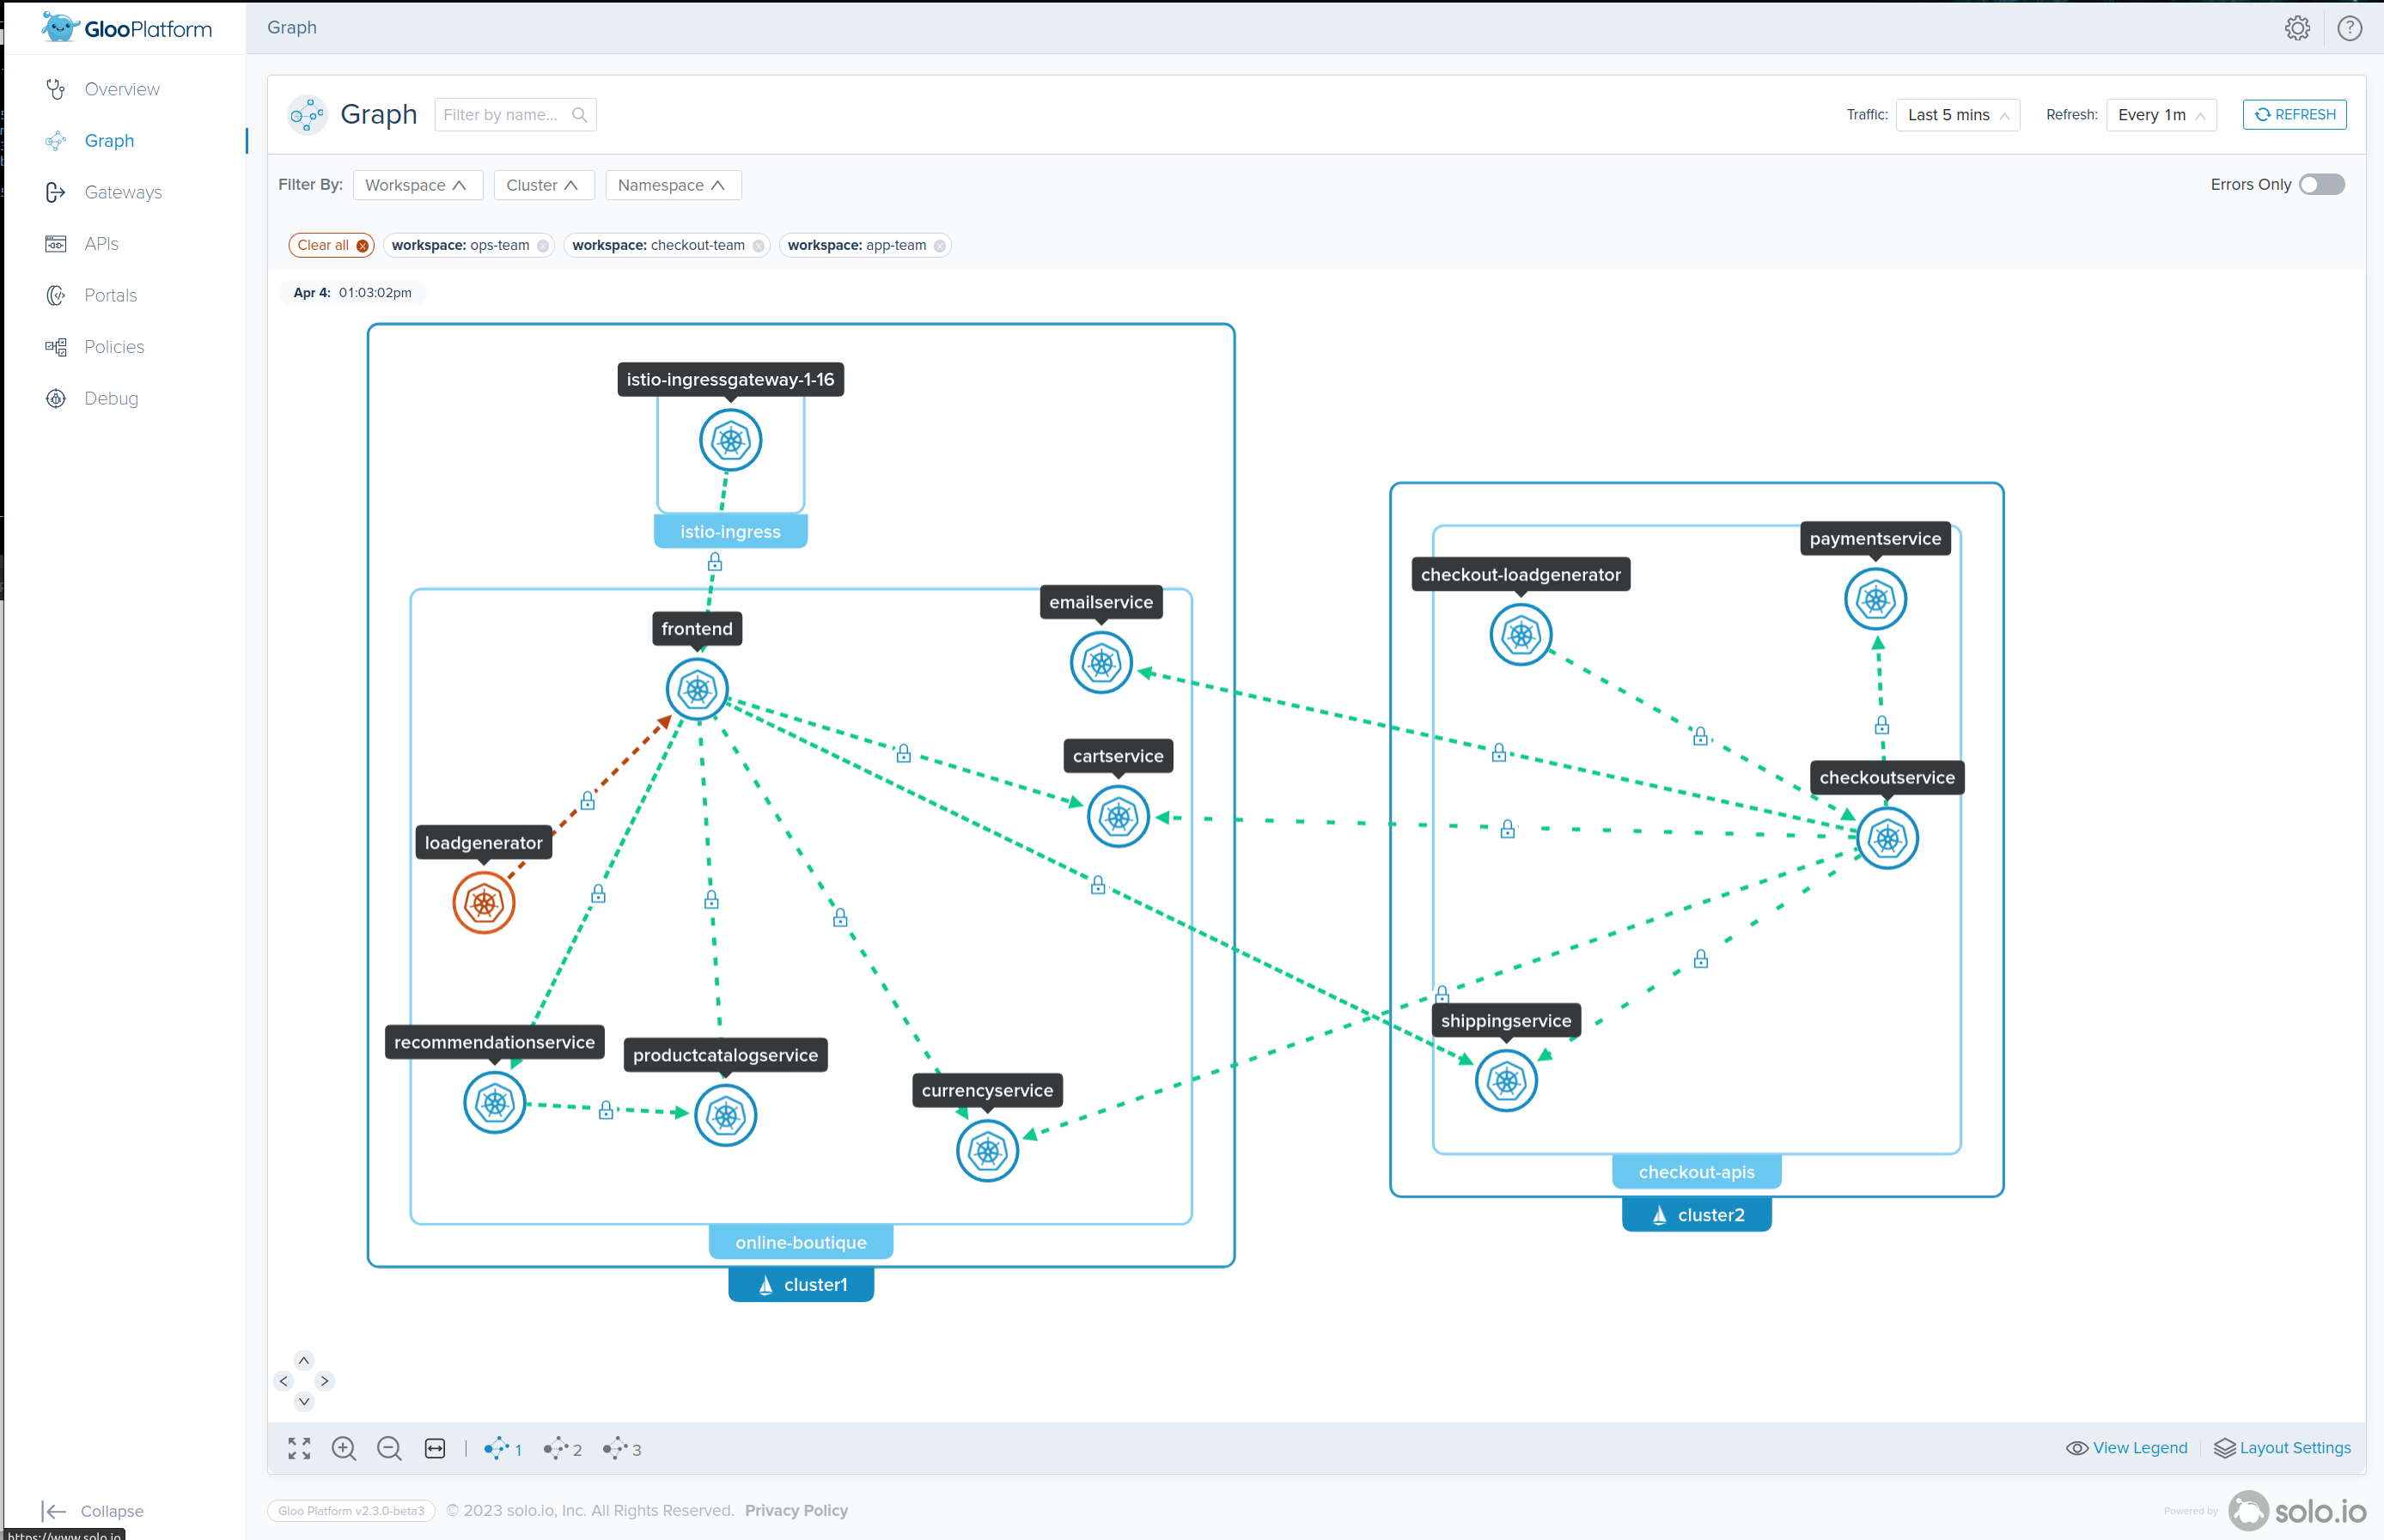 GlooPlatform
Graph
Overview
Graph
Gateways
APIs
Portals
Policies
Debug
Graph
Filter by name...
Traffic: Last 5 mins
Refresh: Every 1m
REFRESH
Filter By: Workspace Cluster Namespace
Errors Only
Clear all workspace: ops-team workspace: checkout-team workspace: app-team
Apr 4: 01:03:02pm
istio-ingressgateway-1-16
istio-ingress
paymentservice
checkout-loadgenerator
emailservice
frontend
cartservice
checkoutservice
loadgenerator
shippingservice
recommendationservice
productcatalogservice
currencyservice
checkout-apis
cluster2
online-boutique
cluster1
1 2 3
View Legend
Layout Settings
Collapse
Gloo Platform v2.3.0-beta3 © 2023 solo.io, Inc. All Rights Reserved. Privacy Policy
Powered by solo.io
https://www.solo.io